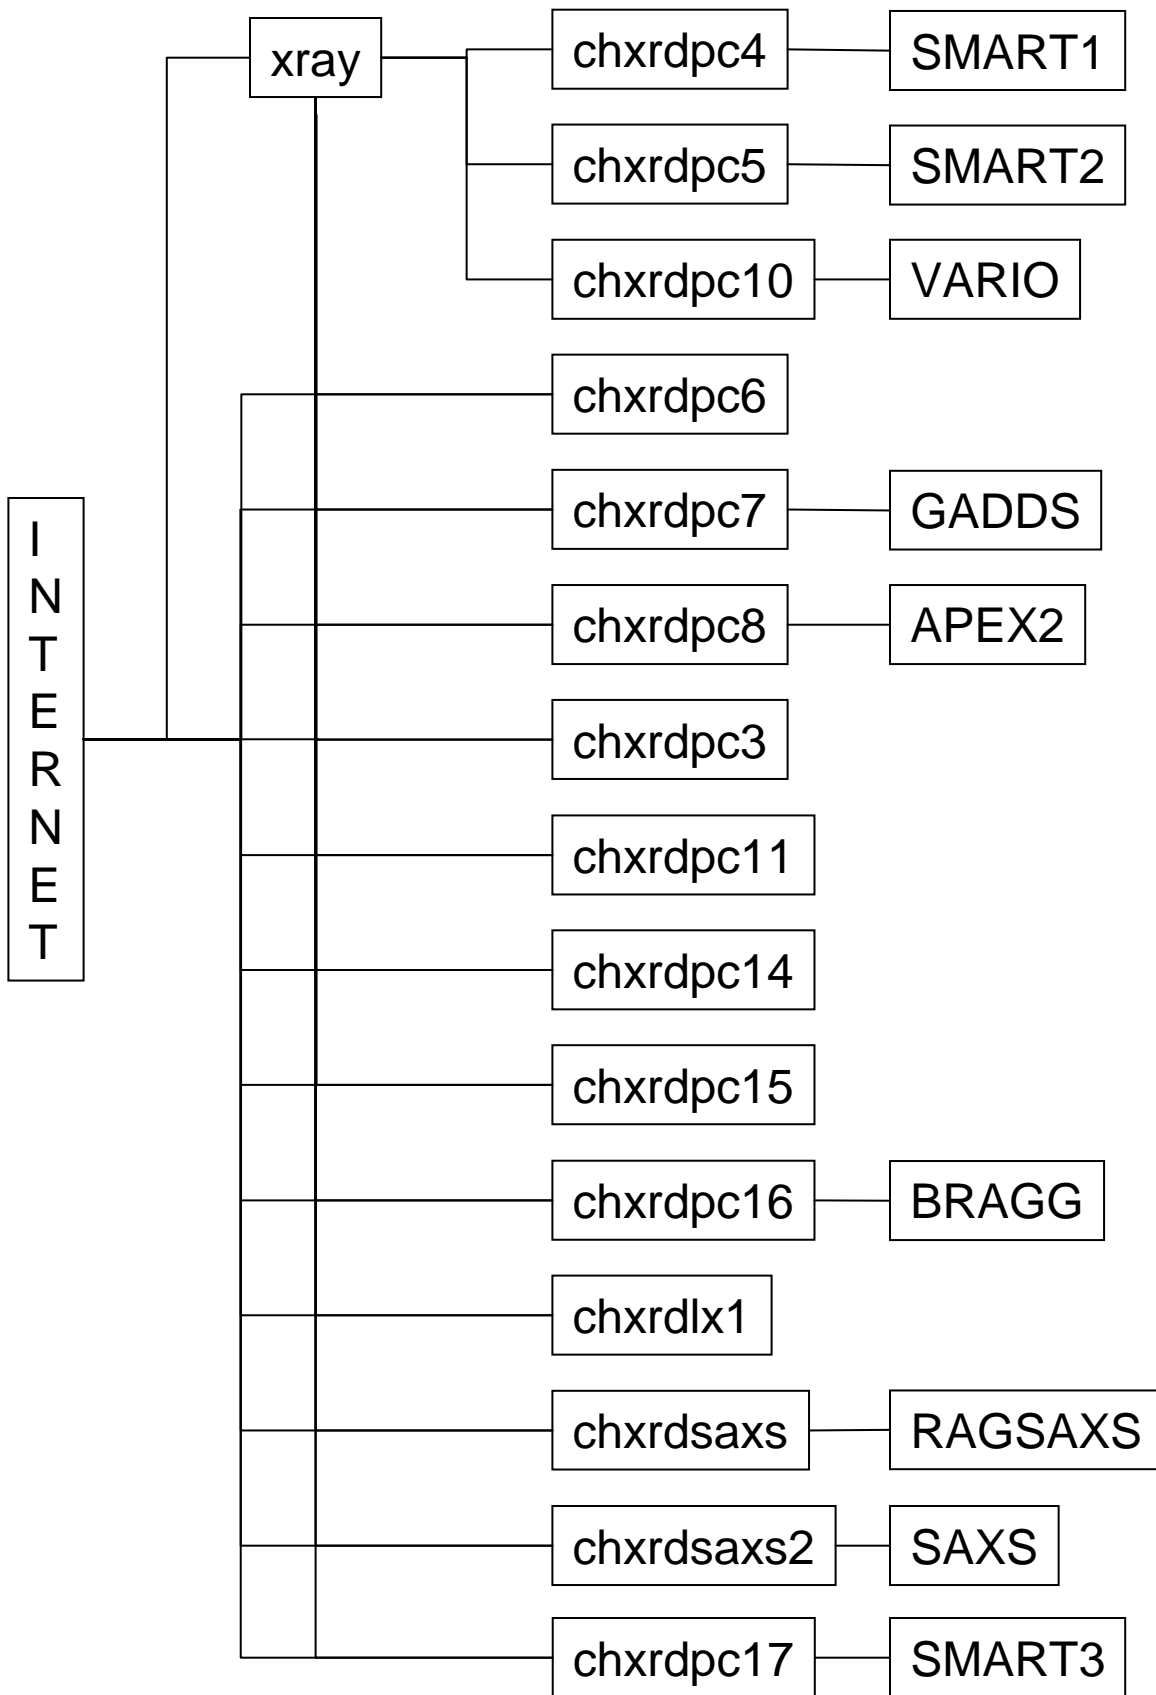 xray
chxrdpc4 SMART1
chxrdpc5 SMART2
chxrdpc10 VARIO
chxrdpc6
chxrdpc7 GADDS
chxrdpc8 APEX2
I
N
T
E
R
N
E
T
chxrdpc3
chxrdpc11
chxrdpc14
chxrdpc15
chxrdpc16 BRAGG
chxrdlx1
chxrdsaxs RAGSAXS
chxrdsaxs2 SAXS
chxrdpc17 SMART3